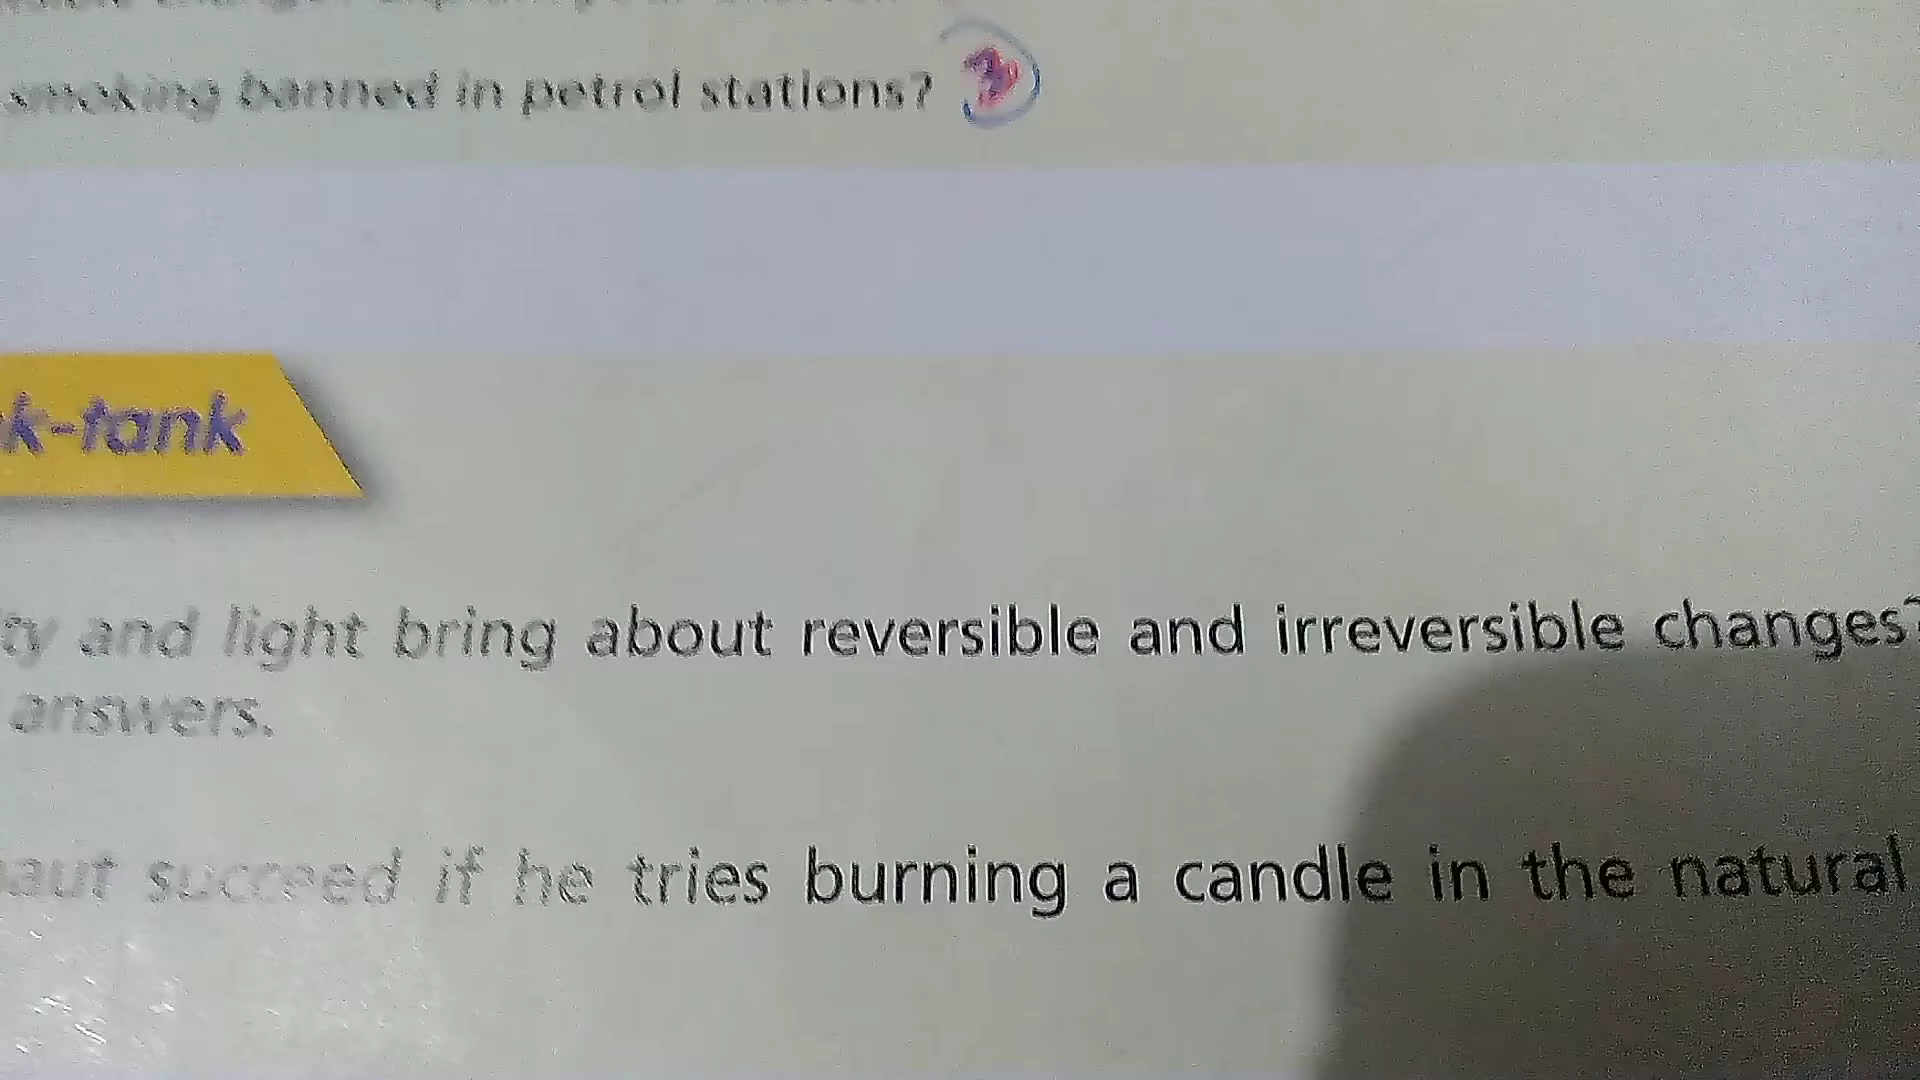 smoking banned in petrol stations?
k-tank
ty and light bring about reversible and irreversible changes?
answers.
aut succeed if he tries burning a candle in the natural